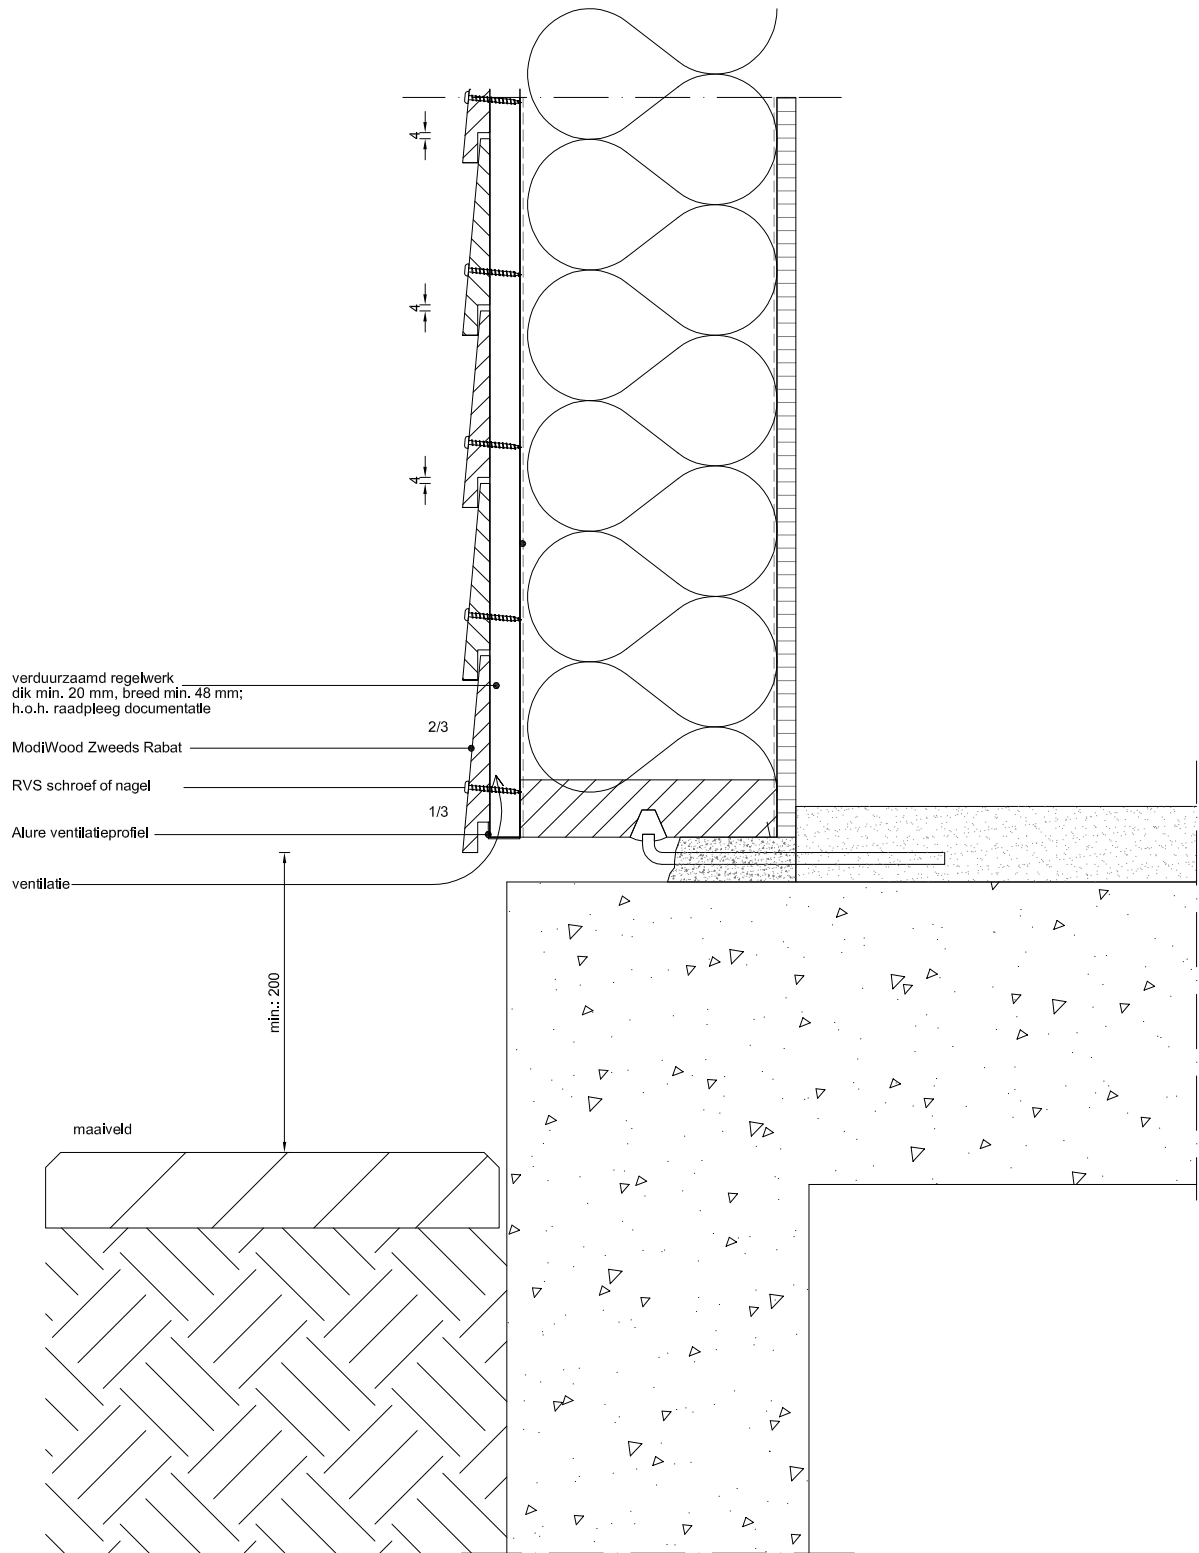 4
4
4
verduurzaamd regelwerk
dik min. 20 mm, breed min. 48 mm;
h.o.h. raadpleeg documentatie
2/3
ModiWood Zweeds Rabat
RVS schroef of nagel
1/3
Alure ventilatieprofiel
ventilatie
min.: 200
maaiveld